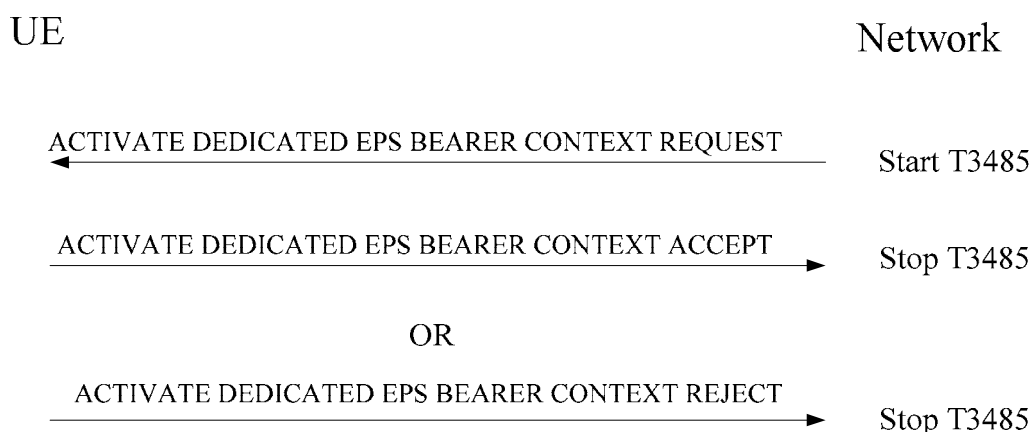 UE
Network
ACTIVATE DEDICATED EPS BEARER CONTEXT REQUEST
Start T3485
ACTIVATE DEDICATED EPS BEARER CONTEXT ACCEPT
Stop T3485
OR
ACTIVATE DEDICATED EPS BEARER CONTEXT REJECT
Stop T3485